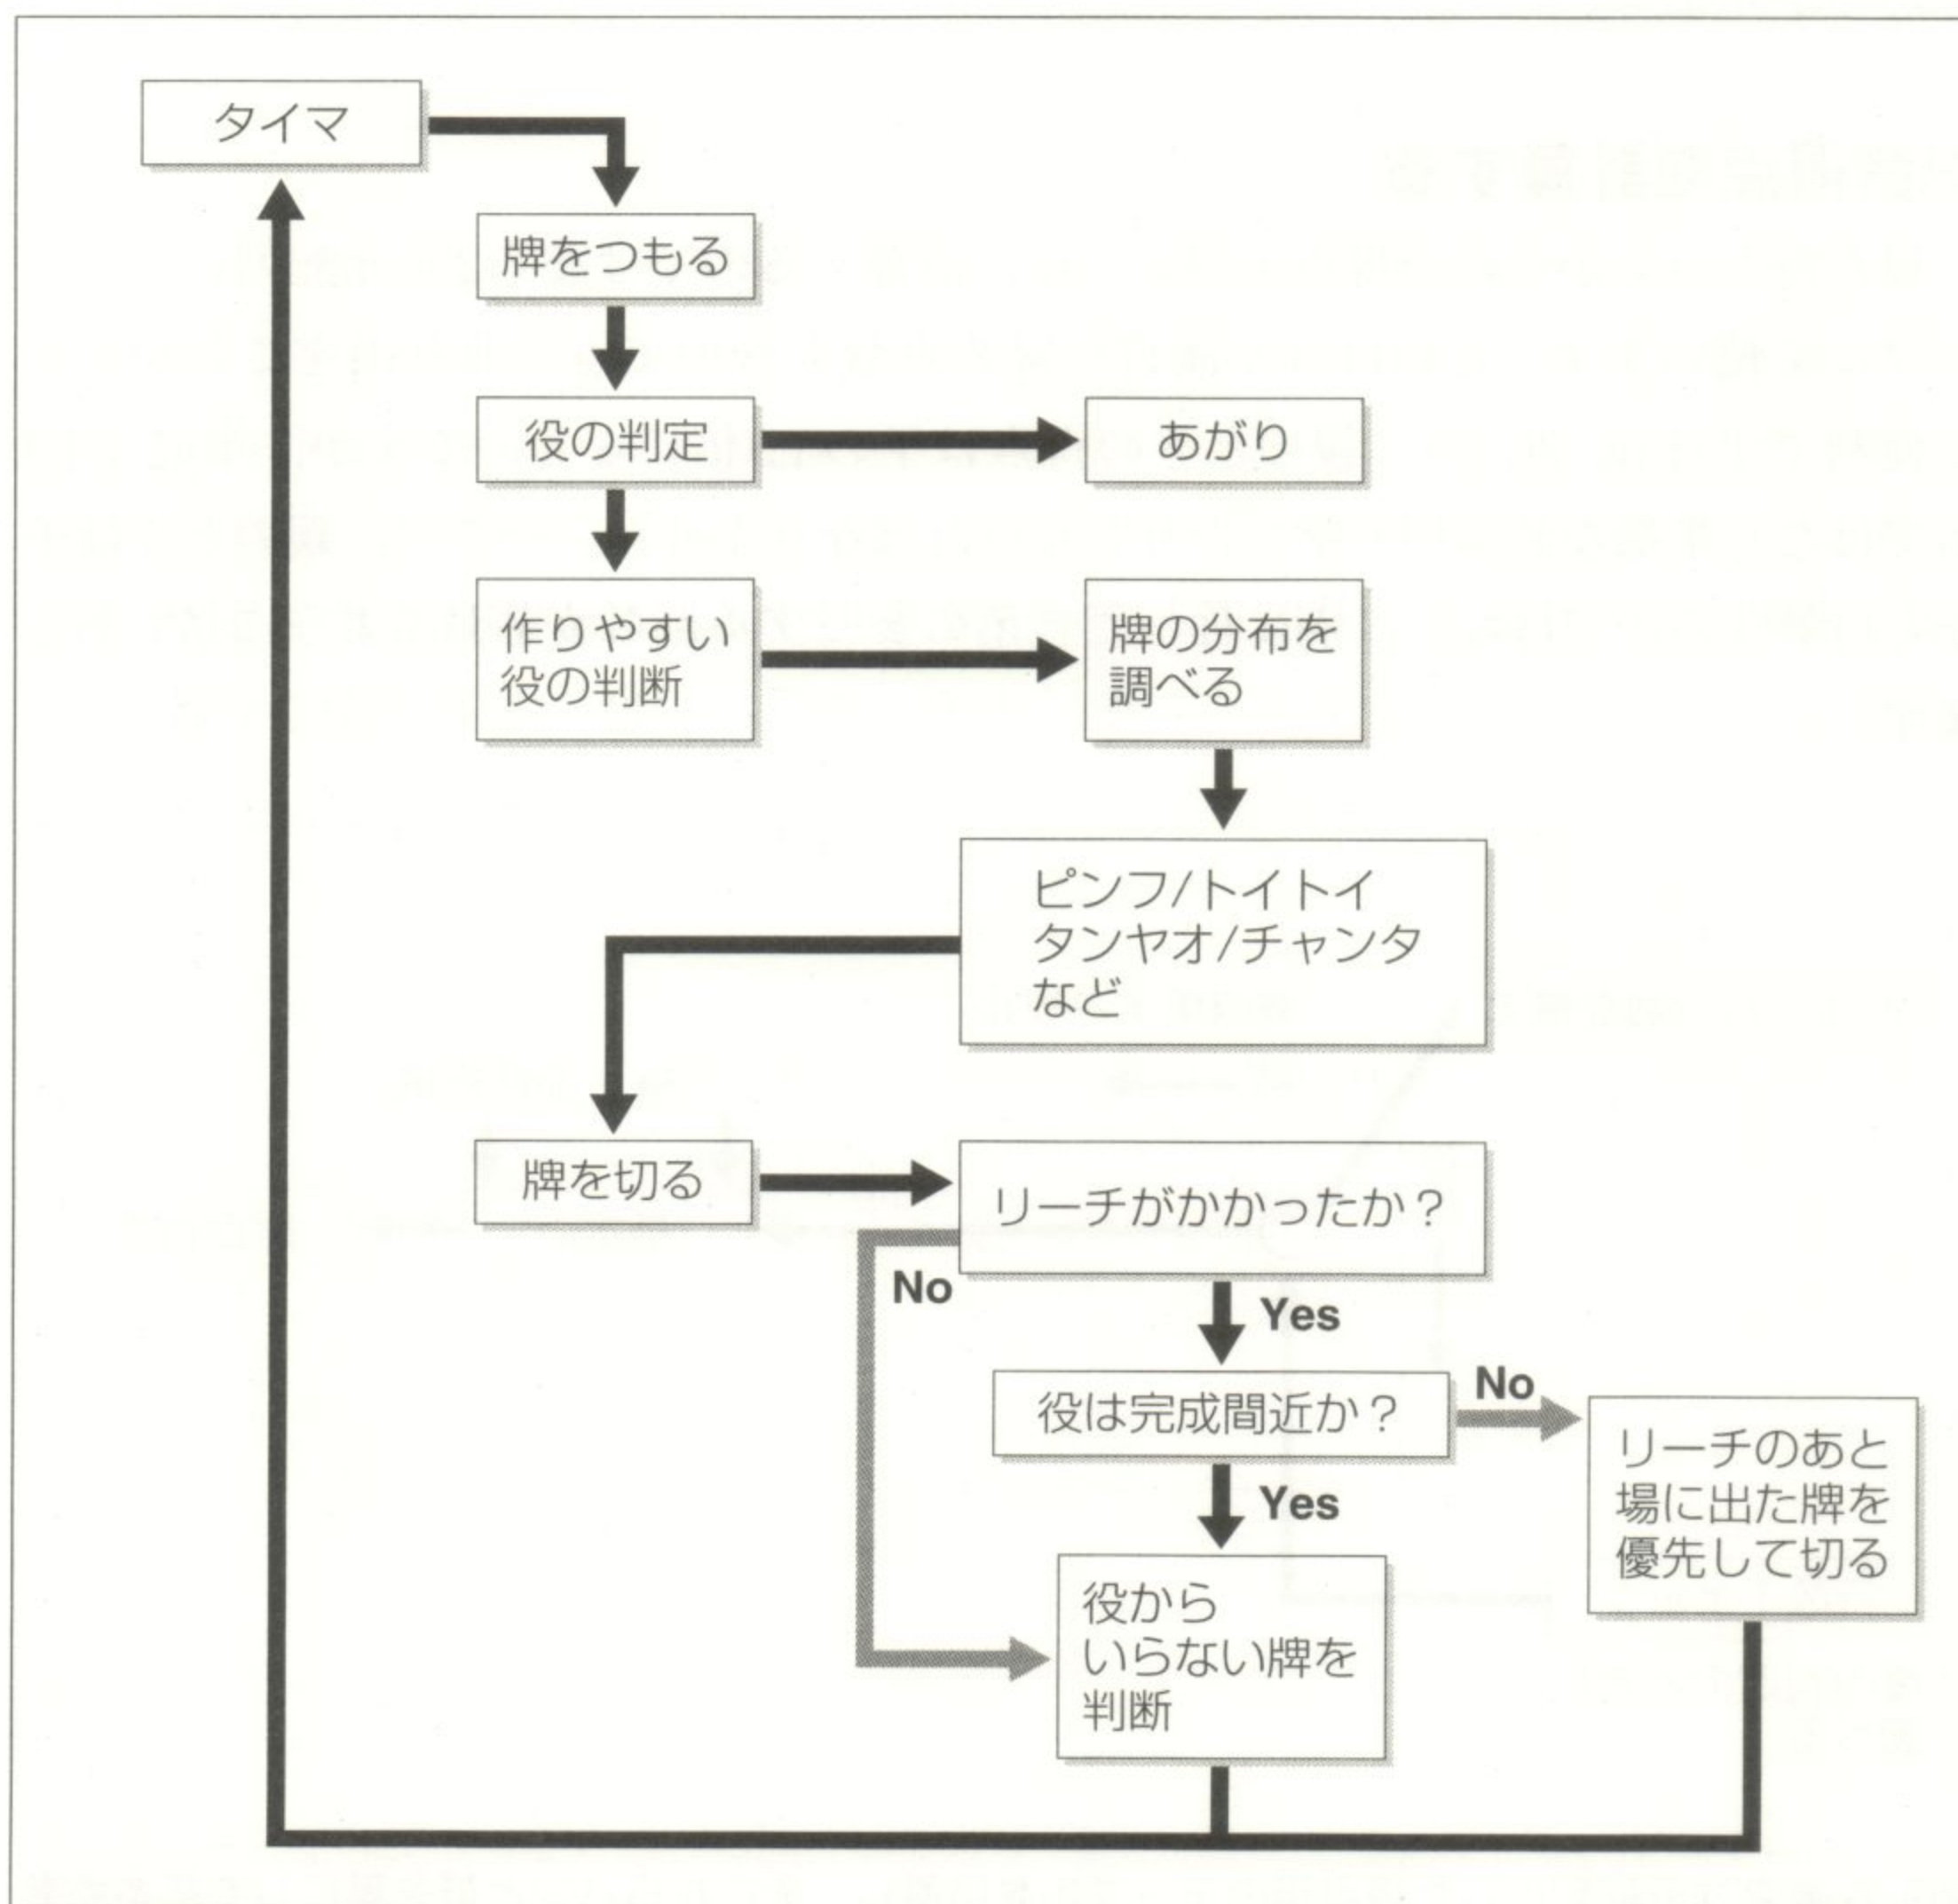 タイマ
牌をつもる
役の判定
あがり
作りやすい
役の判断
牌の分布を
調べる
ピンフ/トイトイ
タンヤオ/チャンタ
など
牌を切る
リーチがかかったか？
No
Yes
役は完成間近か？
No
Yes
リーチのあと
場に出た牌を
優先して切る
役から
いらない牌を
判断